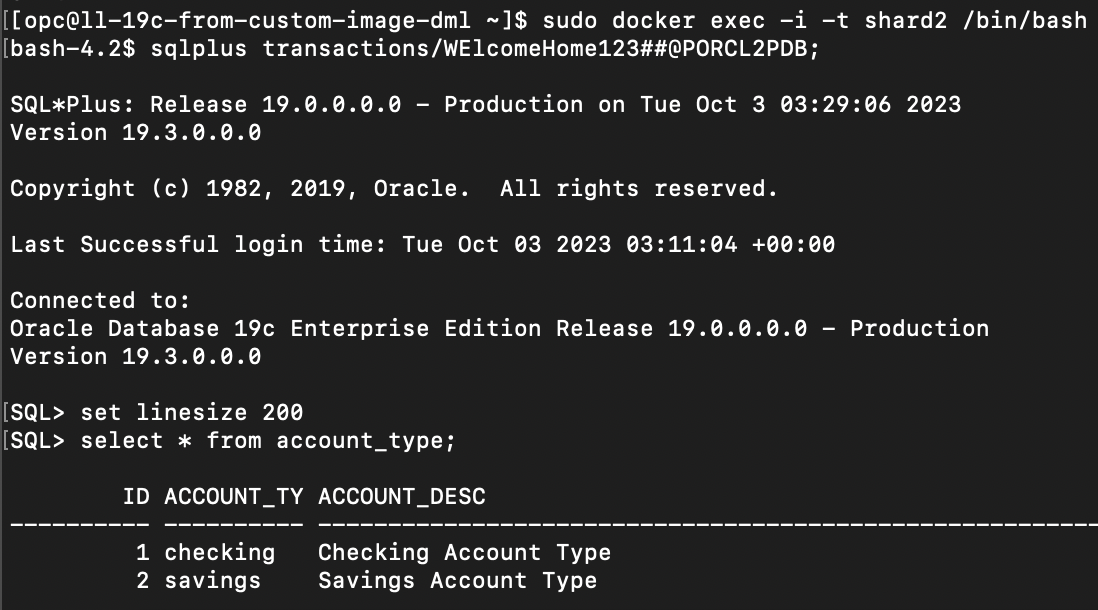 [[opc@ll-19c-from-custom-image-dml ~]$ sudo docker exec -i -t shard2 /bin/bash
[bash-4.2$ sqlplus transactions/WElcomeHome123##@PORCL2PDB;
SQL*Plus: Release 19.0.0.0.0 - Production on Tue Oct 3 03:29:06 2023
Version 19.3.0.0.0
Copyright (c) 1982, 2019, Oracle.  All rights reserved.
Last Successful login time: Tue Oct 03 2023 03:11:04 +00:00
Connected to:
Oracle Database 19c Enterprise Edition Release 19.0.0.0.0 - Production
Version 19.3.0.0.0
[SQL> set linesize 200
[SQL> select * from account_type;
        ID ACCOUNT_TY ACCOUNT_DESC
---------- ---------- --------------------------------------------------------
         1 checking   Checking Account Type
         2 savings    Savings Account Type